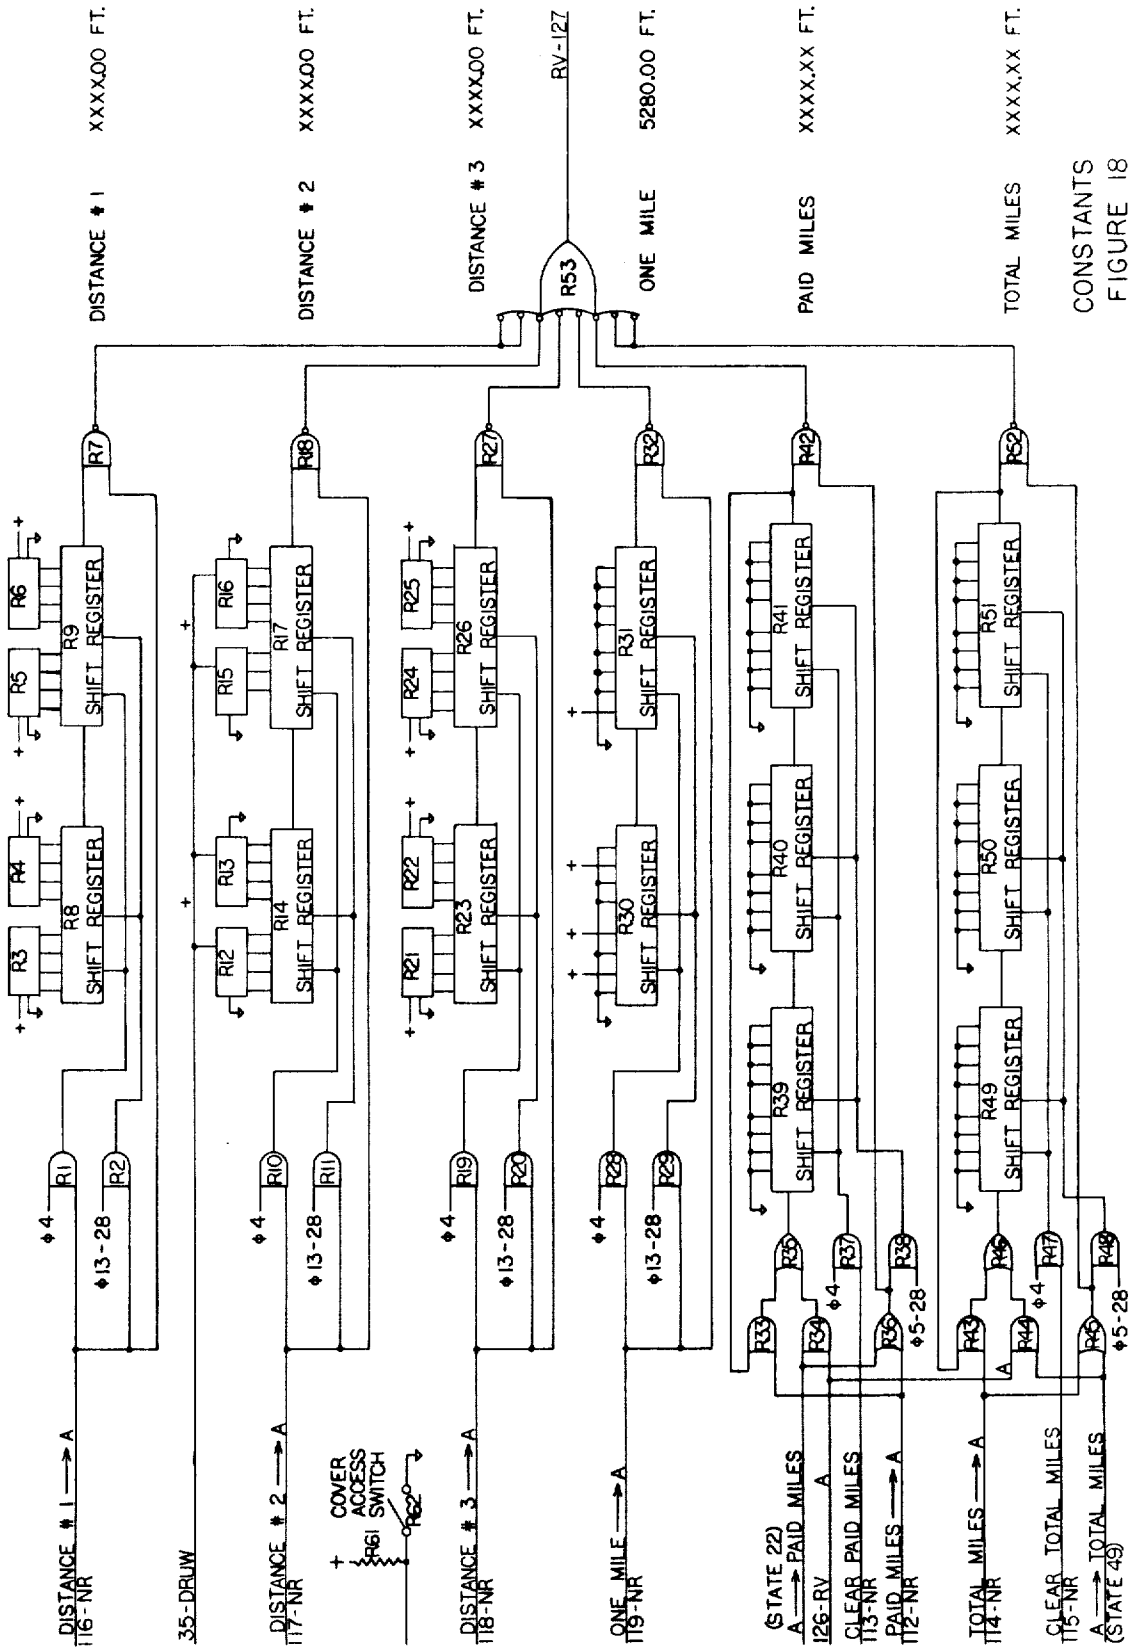 DISTANCE # 1 → A
116-NR
φ4
R1
φ13-28
R2
R3
R4
R5
R6
R8
SHIFT REGISTER
R9
SHIFT REGISTER
R7
DISTANCE # 1 XXXX.00 FT.
35-DRUW
DISTANCE # 2 → A
117-NR
φ4
R10
φ13-28
R11
R12
R13
R15
R16
R14
SHIFT REGISTER
R17
SHIFT REGISTER
R18
DISTANCE # 2 XXXX.00 FT.
+
COVER
ACCESS
SWITCH
R61
R62
DISTANCE # 3 → A
118-NR
φ4
R19
φ13-28
R20
R21
R22
R24
R25
R23
SHIFT REGISTER
R26
SHIFT REGISTER
R27
DISTANCE # 3 XXXX.00 FT.
R53
RV-127
ONE MILE → A
119-NR
φ4
R28
φ13-28
R29
R30
SHIFT REGISTER
R31
SHIFT REGISTER
R32
ONE MILE 5280.00 FT.
(STATE 22)
A → PAID MILES
126-RV A
CLEAR PAID MILES
113-NR
PAID MILES → A
112-NR
R33
R34
R35
R36
φ4
R37
R38
φ5-28
R39
SHIFT REGISTER
R40
SHIFT REGISTER
R41
SHIFT REGISTER
R42
PAID MILES XXXX.XX FT.
TOTAL MILES → A
114-NR
CLEAR TOTAL MILES
115-NR
A → TOTAL MILES
(STATE 49)
A
R43
R44
R45
R46
φ4
R47
R48
φ5-28
R49
SHIFT REGISTER
R50
SHIFT REGISTER
R51
SHIFT REGISTER
R52
TOTAL MILES XXXX.XX FT.
CONSTANTS
FIGURE 18